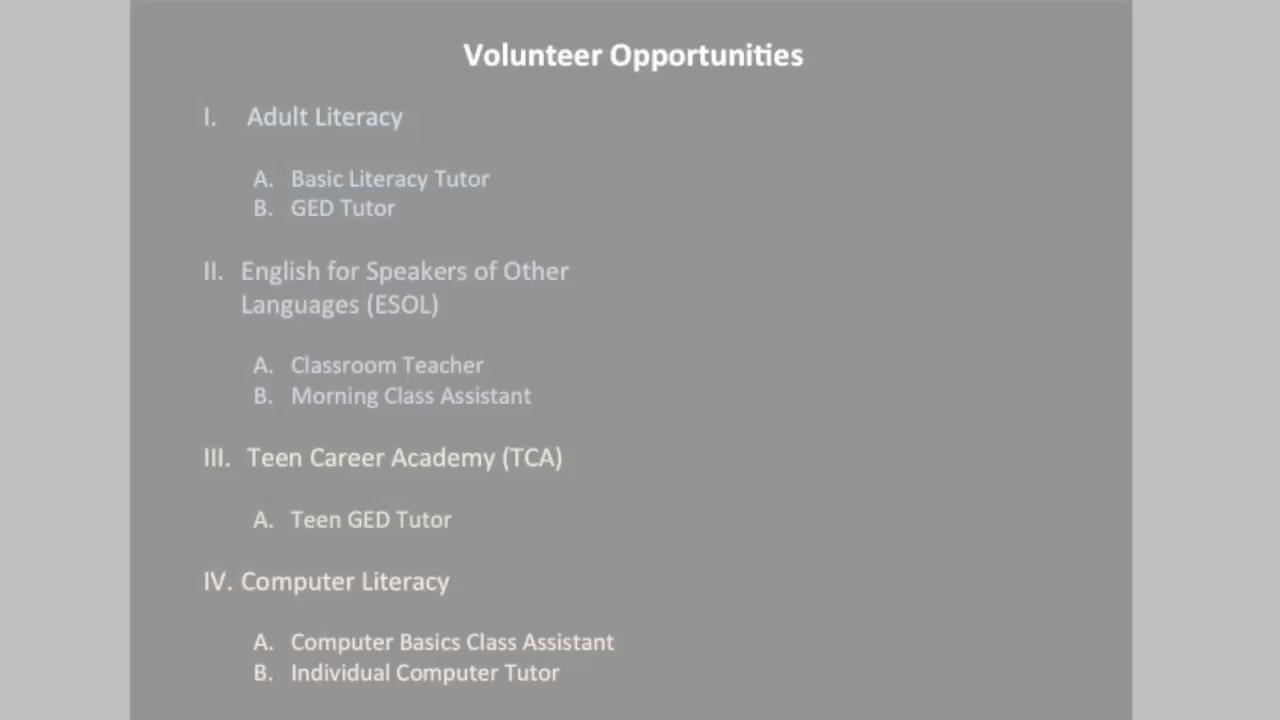 Volunteer Opportunities
I. Adult Literacy
A. Basic Literacy Tutor
B. GED Tutor
II. English for Speakers of Other
Languages (ESOL)
A. Classroom Teacher
B. Morning Class Assistant
III. Teen Career Academy (TCA)
A. Teen GED Tutor
IV. Computer Literacy
A. Computer Basics Class Assistant
B. Individual Computer Tutor